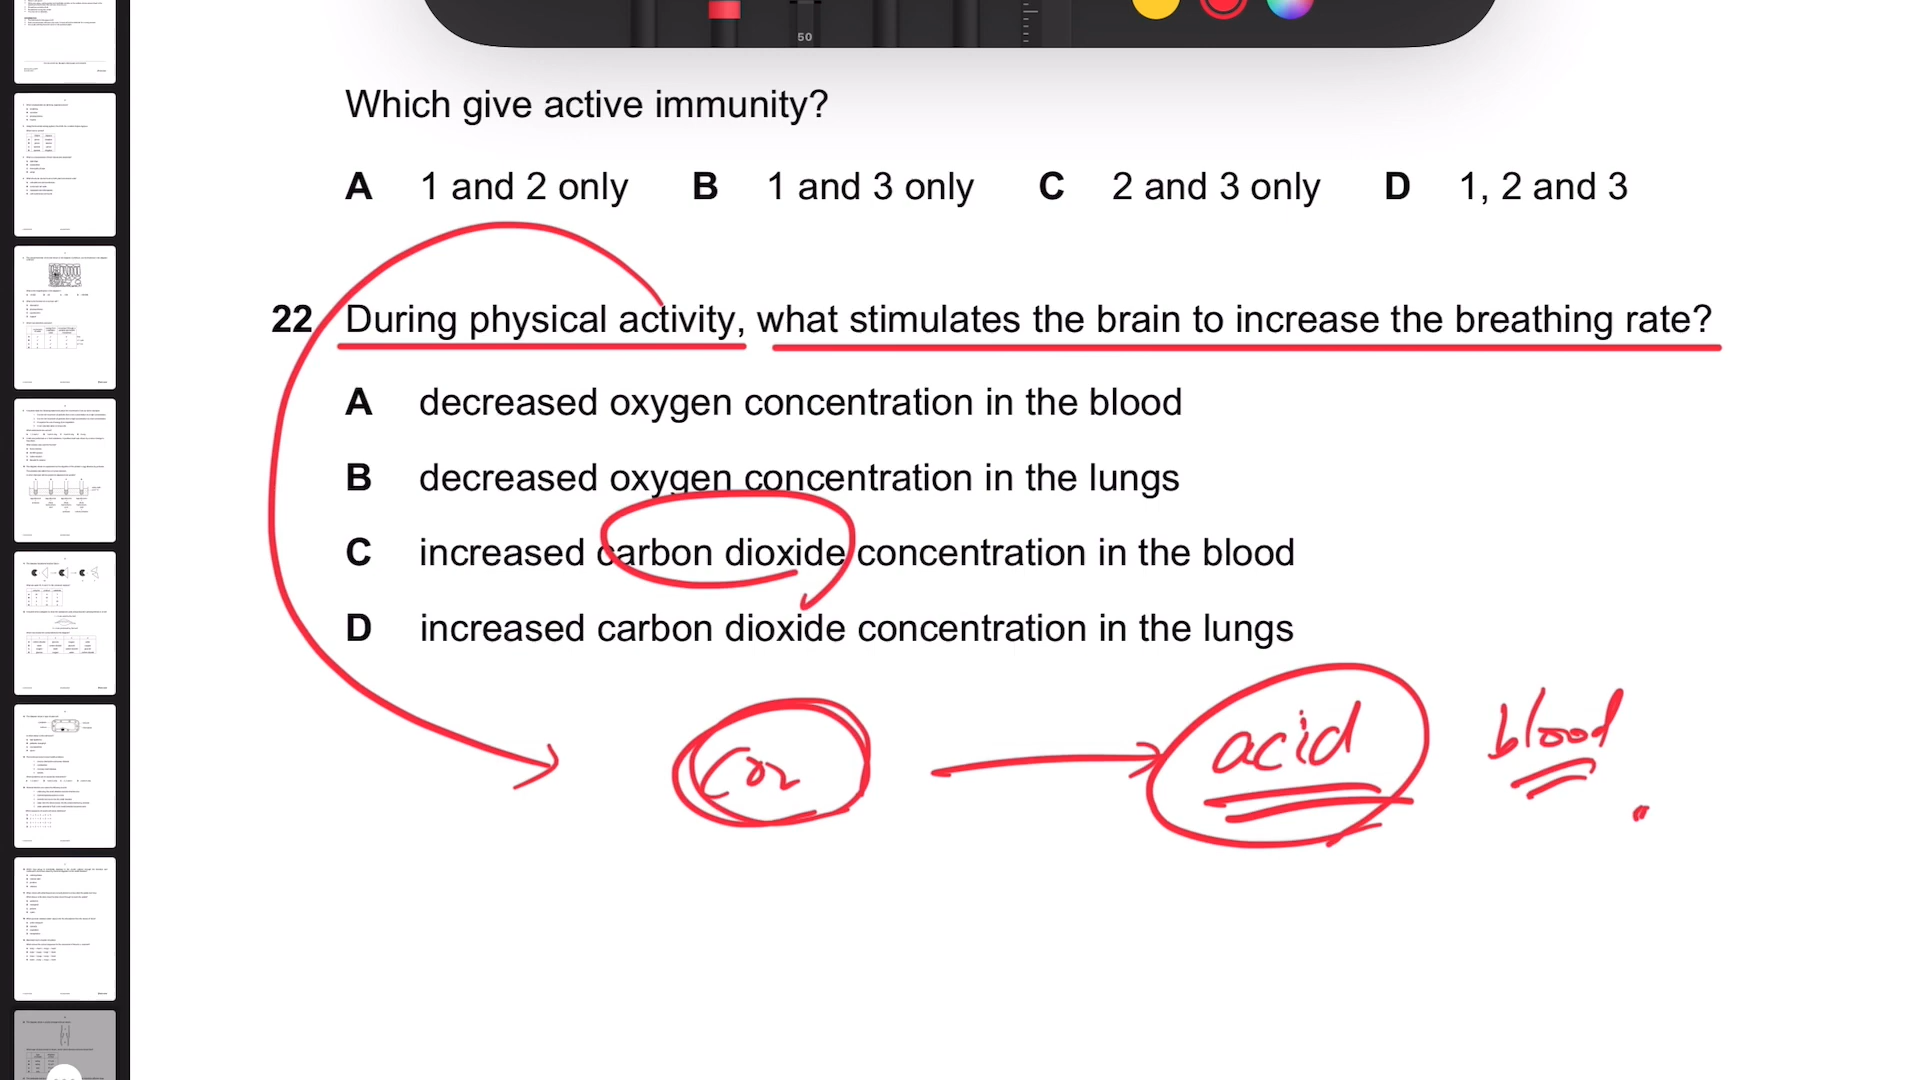 50
Which give active immunity?
A 1 and 2 only B 1 and 3 only C 2 and 3 only D 1, 2 and 3
22 During physical activity, what stimulates the brain to increase the breathing rate?
A decreased oxygen concentration in the blood
B decreased oxygen concentration in the lungs
C increased carbon dioxide concentration in the blood
D increased carbon dioxide concentration in the lungs
CO2 acid blood